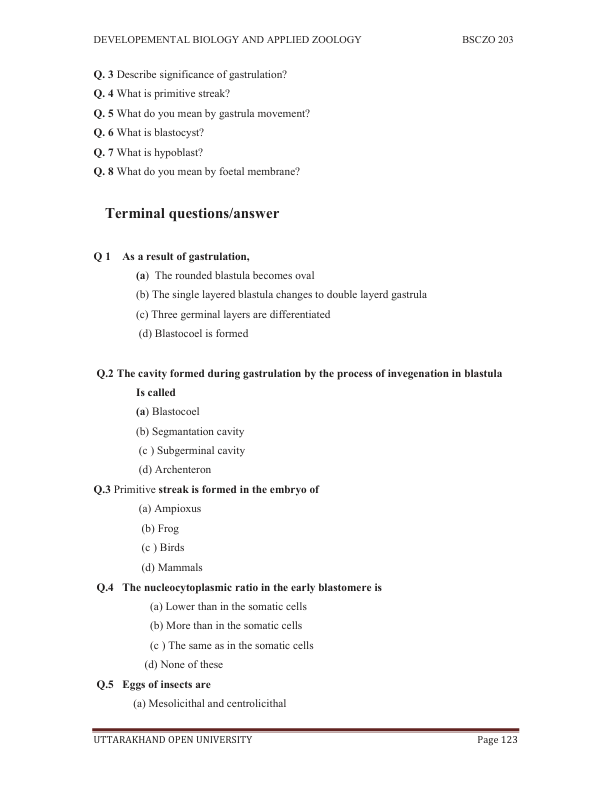 DEVELOPEMENTAL BIOLOGY AND APPLIED ZOOLOGY BSCZO 203
Q. 3 Describe significance of gastrulation?
Q. 4 What is primitive streak?
Q. 5 What do you mean by gastrula movement?
Q. 6 What is blastocyst?
Q. 7 What is hypoblast?
Q. 8 What do you mean by foetal membrane?
Terminal questions/answer
Q 1 As a result of gastrulation,
(a) The rounded blastula becomes oval
(b) The single layered blastula changes to double layerd gastrula
(c) Three germinal layers are differentiated
(d) Blastocoel is formed
Q.2 The cavity formed during gastrulation by the process of invegenation in blastula
Is called
(a) Blastocoel
(b) Segmantation cavity
(c ) Subgerminal cavity
(d) Archenteron
Q.3 Primitive streak is formed in the embryo of
(a) Ampioxus
(b) Frog
(c ) Birds
(d) Mammals
Q.4 The nucleocytoplasmic ratio in the early blastomere is
(a) Lower than in the somatic cells
(b) More than in the somatic cells
(c ) The same as in the somatic cells
(d) None of these
Q.5 Eggs of insects are
(a) Mesolicithal and centrolicithal
UTTARAKHAND OPEN UNIVERSITY Page 123